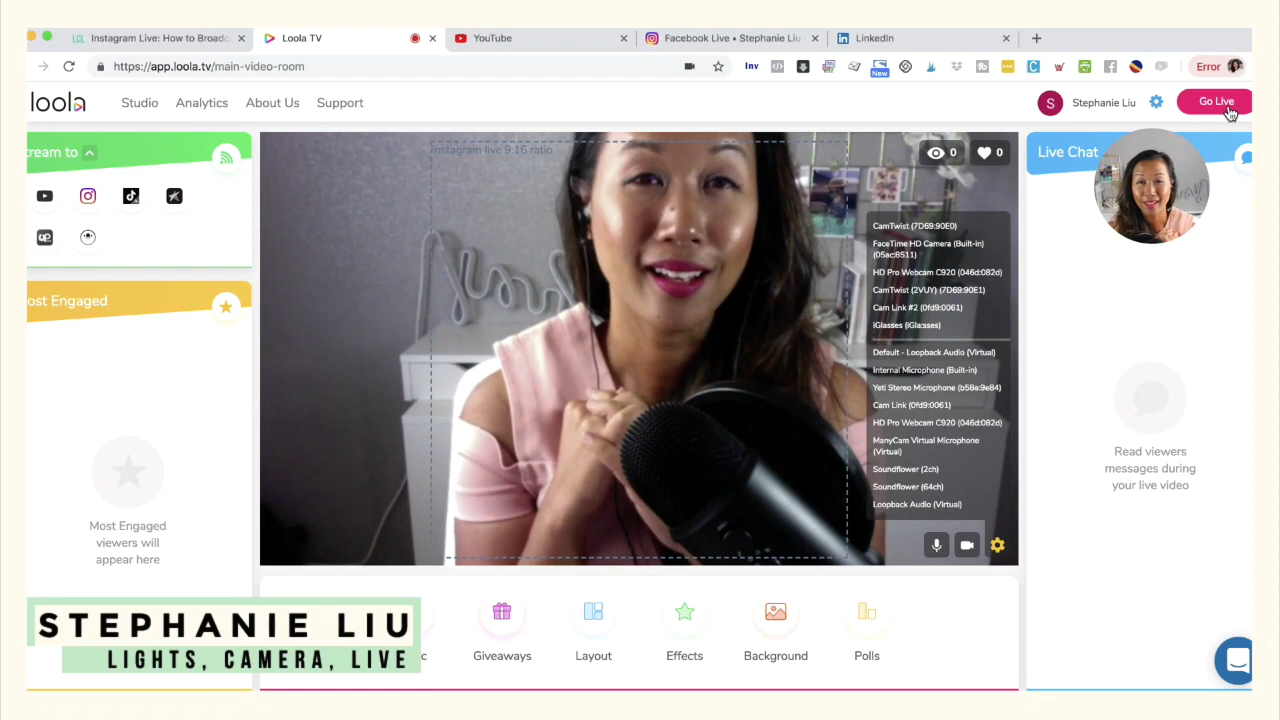 Instagram Live: How to Broadc
Loola TV
YouTube
Facebook Live • Stephanie Liu
LinkedIn
https://app.loola.tv/main-video-room
Inv
New
Error
loola
Studio
Analytics
About Us
Support
S
Stephanie Liu
Go Live
ream to
Instagram live 9:16 ratio
0
0
Live Chat
CamTwist (7D69:90E0)
FaceTime HD Camera (Built-in)
(05ac:8511)
HD Pro Webcam C920 (046d:082d)
CamTwist (2VUY) (7D69:90E1)
Cam Link #2 (0fd9:0061)
iGlasses (iGlasses)
Default - Loopback Audio (Virtual)
Internal Microphone (Built-in)
Yeti Stereo Microphone (b58e:9e84)
Cam Link (0fd9:0061)
HD Pro Webcam C920 (046d:082d)
ManyCam Virtual Microphone
(Virtual)
Soundflower (2ch)
Soundflower (64ch)
Loopback Audio (Virtual)
ost Engaged
Most Engaged
viewers will
appear here
Read viewers
messages during
your live video
c
Giveaways
Layout
Effects
Background
Polls
STEPHANIE LIU
LIGHTS, CAMERA, LIVE